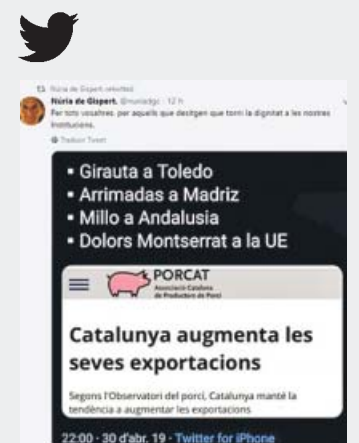 Núria de Gispert retweeted
Núria de Gispert. @nuriadgc · 12 h
Per tots vosaltres, per aquells que desitgen que torni la dignitat a les nostres
Institucions.
Traduir Tweet
▪ Girauta a Toledo
▪ Arrimadas a Madriz
▪ Millo a Andalusia
▪ Dolors Montserrat a la UE
PORCAT
Associació Catalana
de Productors de Porcí
Catalunya augmenta les
seves exportacions
Segons l'Observatori del porcí, Catalunya manté la
tendència a augmentar les exportacions
22:00 · 30 d'abr. 19 · Twitter for iPhone